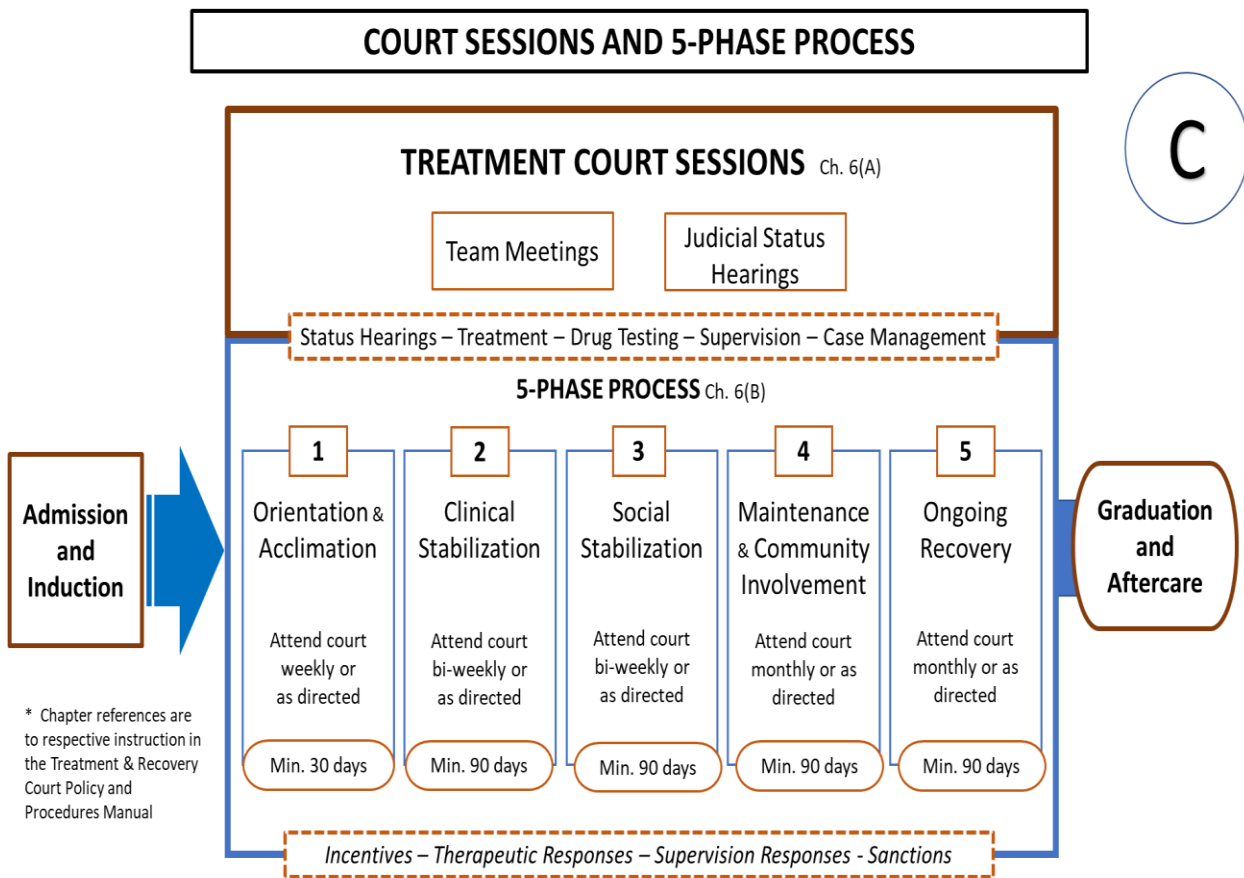 COURT SESSIONS AND 5-PHASE PROCESS
C
TREATMENT COURT SESSIONS Ch. 6(A)
Team Meetings
Judicial Status
Hearings
Status Hearings – Treatment – Drug Testing – Supervision – Case Management
5-PHASE PROCESS Ch. 6(B)
Admission
and
Induction
1
Orientation &
Acclimation
Attend court
weekly or
as directed
Min. 30 days
2
Clinical
Stabilization
Attend court
bi-weekly or
as directed
Min. 90 days
3
Social
Stabilization
Attend court
bi-weekly or
as directed
Min. 90 days
4
Maintenance
& Community
Involvement
Attend court
monthly or as
directed
Min. 90 days
5
Ongoing
Recovery
Attend court
monthly or as
directed
Min. 90 days
Graduation
and
Aftercare
* Chapter references are
to respective instruction in
the Treatment & Recovery
Court Policy and
Procedures Manual
Incentives – Therapeutic Responses – Supervision Responses - Sanctions